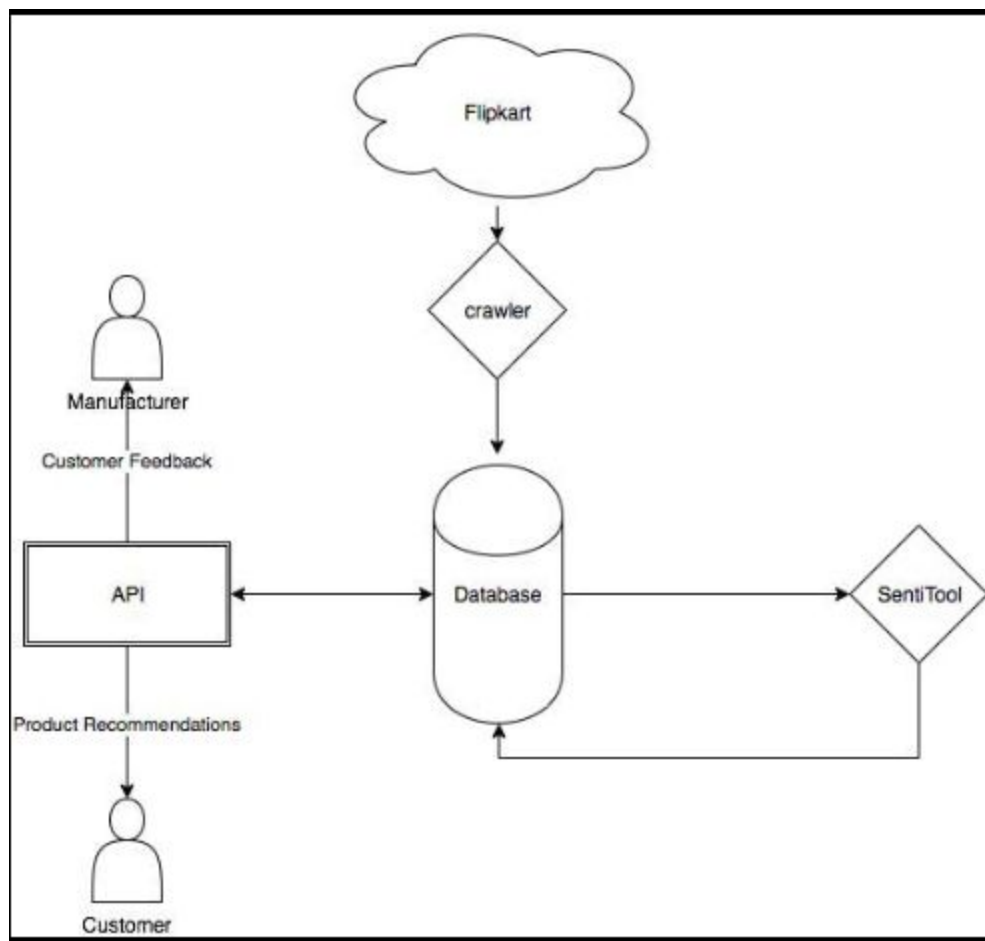 Flipkart
crawler
Manufacturer
Customer Feedback
API
Database
SentiTool
Product Recommendations
Customer